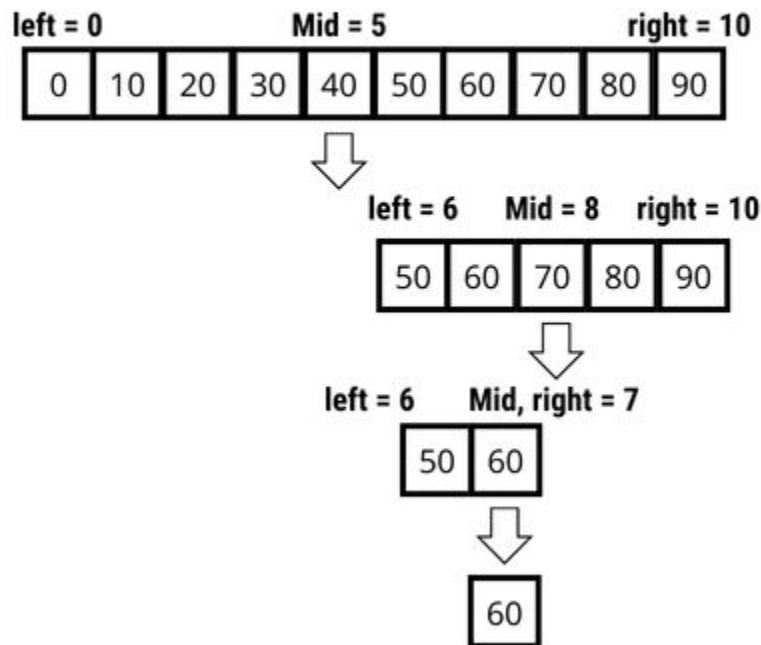 left = 0 Mid = 5 right = 10
0 10 20 30 40 50 60 70 80 90
left = 6 Mid = 8 right = 10
50 60 70 80 90
left = 6 Mid, right = 7
50 60
60